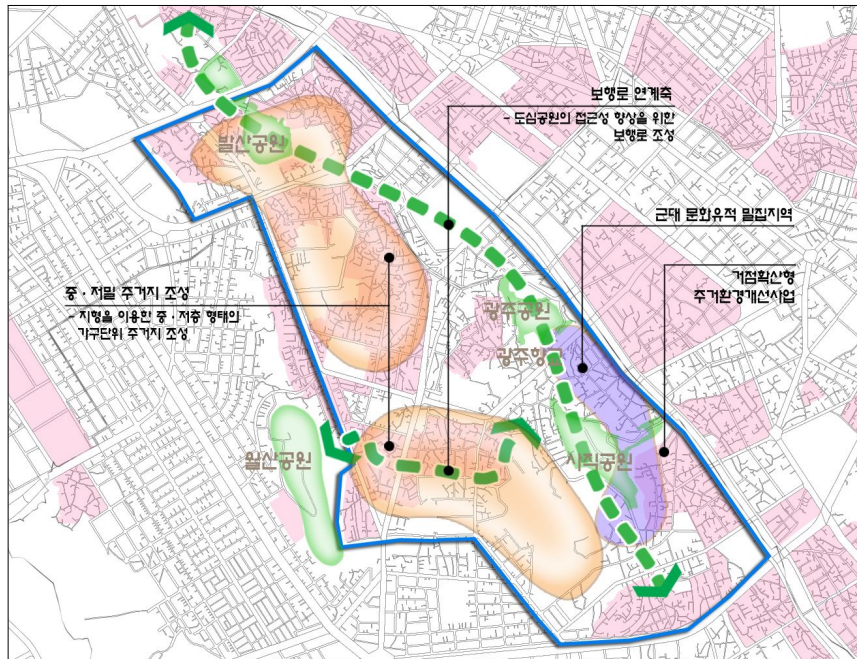 보행로 연계축
- 도심공원의 접근성 향상을 위한
보행로 조성
발산공원
근대 문화유적 밀집지역
거점확산형
주거환경개선사업
중 · 저밀 주거지 조성
- 지형을 이용한 중 · 저층 형태의
가구단위 주거지 조성
광주공원
광주향교
월산공원
사직공원